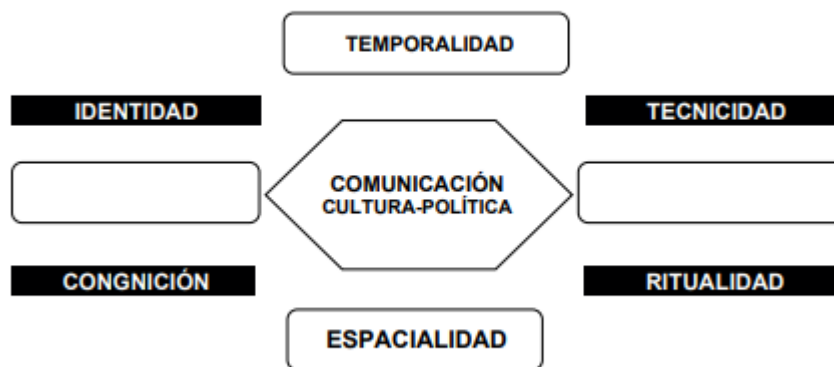 TEMPORALIDAD
IDENTIDAD
TECNICIDAD
COMUNICACIÓN
CULTURA-POLÍTICA
CONGNICIÓN
RITUALIDAD
ESPACIALIDAD